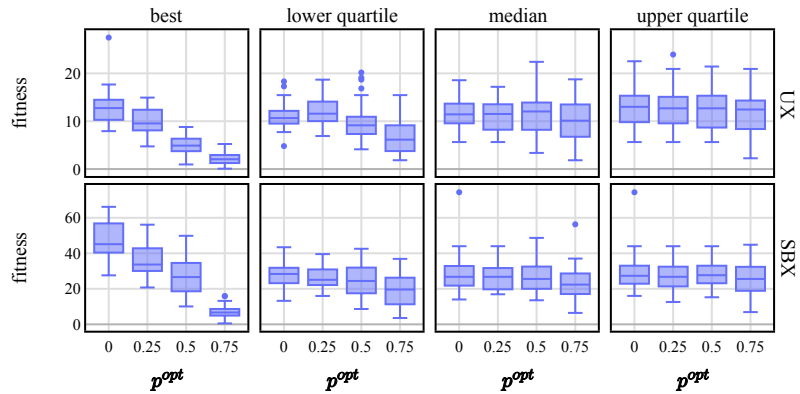 best lower quartile median upper quartile
fitness 20 10 0 UX
fitness 60 40 20 0 SBX
0 0.25 0.5 0.75 0 0.25 0.5 0.75 0 0.25 0.5 0.75 0 0.25 0.5 0.75
p^opt p^opt p^opt p^opt